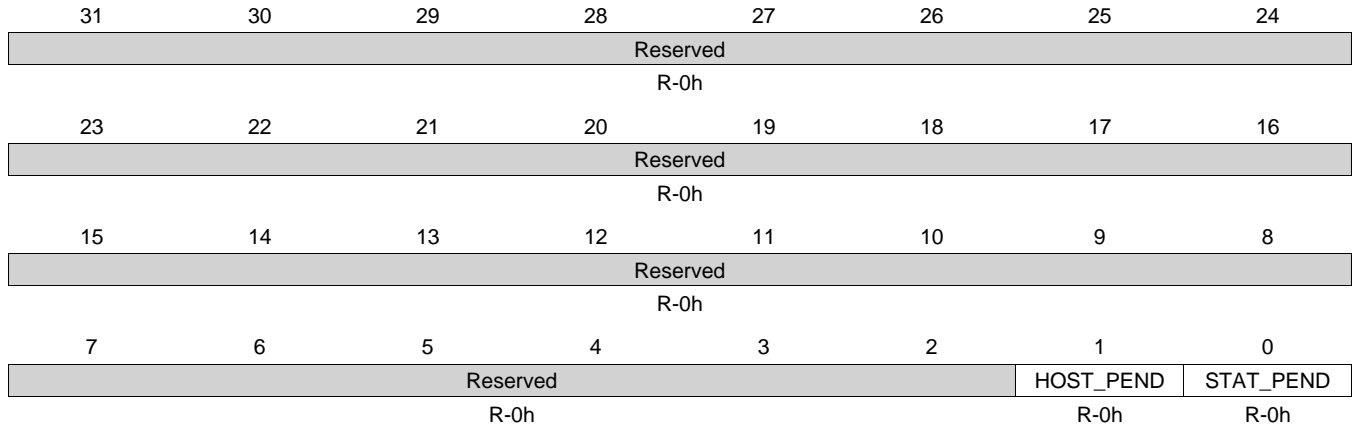 31 30 29 28 27 26 25 24
Reserved
R-0h
23 22 21 20 19 18 17 16
Reserved
R-0h
15 14 13 12 11 10 9 8
Reserved
R-0h
7 6 5 4 3 2 1 0
Reserved HOST_PEND STAT_PEND
R-0h R-0h R-0h